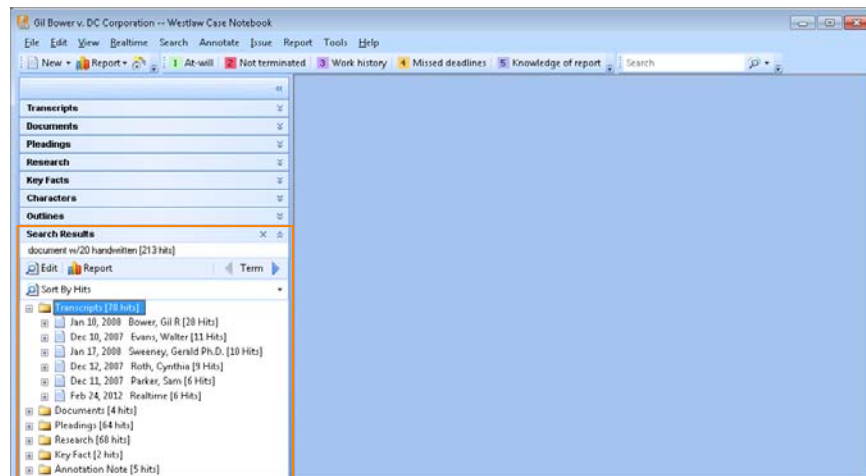 Gil Bower v. DC Corporation -- Westlaw Case Notebook
File Edit View Realtime Search Annotate Issue Report Tools Help
New Report 1 At-will 2 Not terminated 3 Work history 4 Missed deadlines 5 Knowledge of report Search
Transcripts
Documents
Pleadings
Research
Key Facts
Characters
Outlines
Search Results
document w/20 handwritten [213 hits]
Edit Report Term
Sort By Hits
Transcripts [70 hits]
Jan 10, 2008 Bower, Gil R [28 Hits]
Dec 10, 2007 Evans, Walter [11 Hits]
Jan 17, 2008 Sweeney, Gerald Ph.D. [10 Hits]
Dec 12, 2007 Roth, Cynthia [9 Hits]
Dec 11, 2007 Parker, Sam [6 Hits]
Feb 24, 2012 Realtime [6 Hits]
Documents [4 hits]
Pleadings [64 hits]
Research [68 hits]
Key Fact [2 hits]
Annotation Note [5 hits]